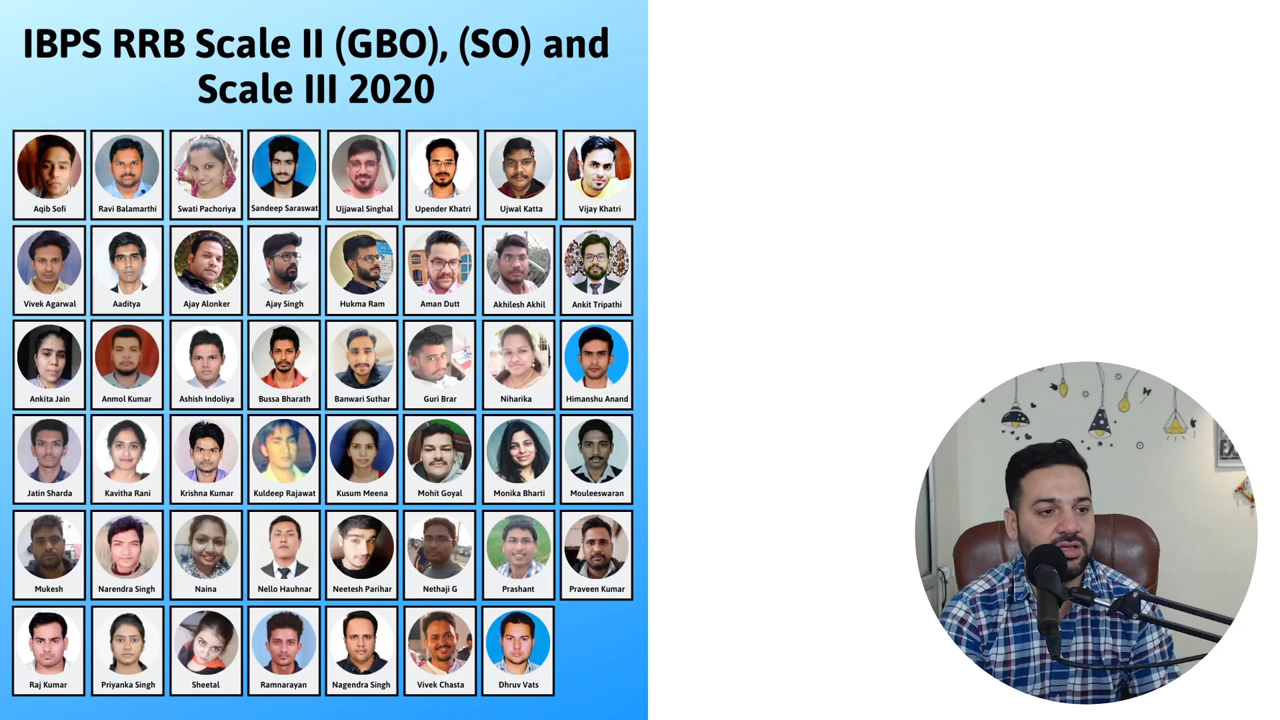 IBPS RRB Scale II (GBO), (SO) and
Scale III 2020
Aqib Sofi
Ravi Balamarthi
Swati Pachoriya
Sandeep Saraswat
Ujjawal Singhal
Upender Khatri
Ujwal Katta
Vijay Khatri
Vivek Agarwal
Aaditya
Ajay Alonker
Ajay Singh
Hukma Ram
Aman Dutt
Akhilesh Akhil
Ankit Tripathi
Ankita Jain
Anmol Kumar
Ashish Indoliya
Bussa Bharath
Banwari Suthar
Guri Brar
Niharika
Himanshu Anand
Jatin Sharda
Kavitha Rani
Krishna Kumar
Kuldeep Rajawat
Kusum Meena
Mohit Goyal
Monika Bharti
Mouleeswaran
Mukesh
Narendra Singh
Naina
Nello Hauhnar
Neetesh Parihar
Nethaji G
Prashant
Praveen Kumar
Raj Kumar
Priyanka Singh
Sheetal
Ramnarayan
Nagendra Singh
Vivek Chasta
Dhruv Vats